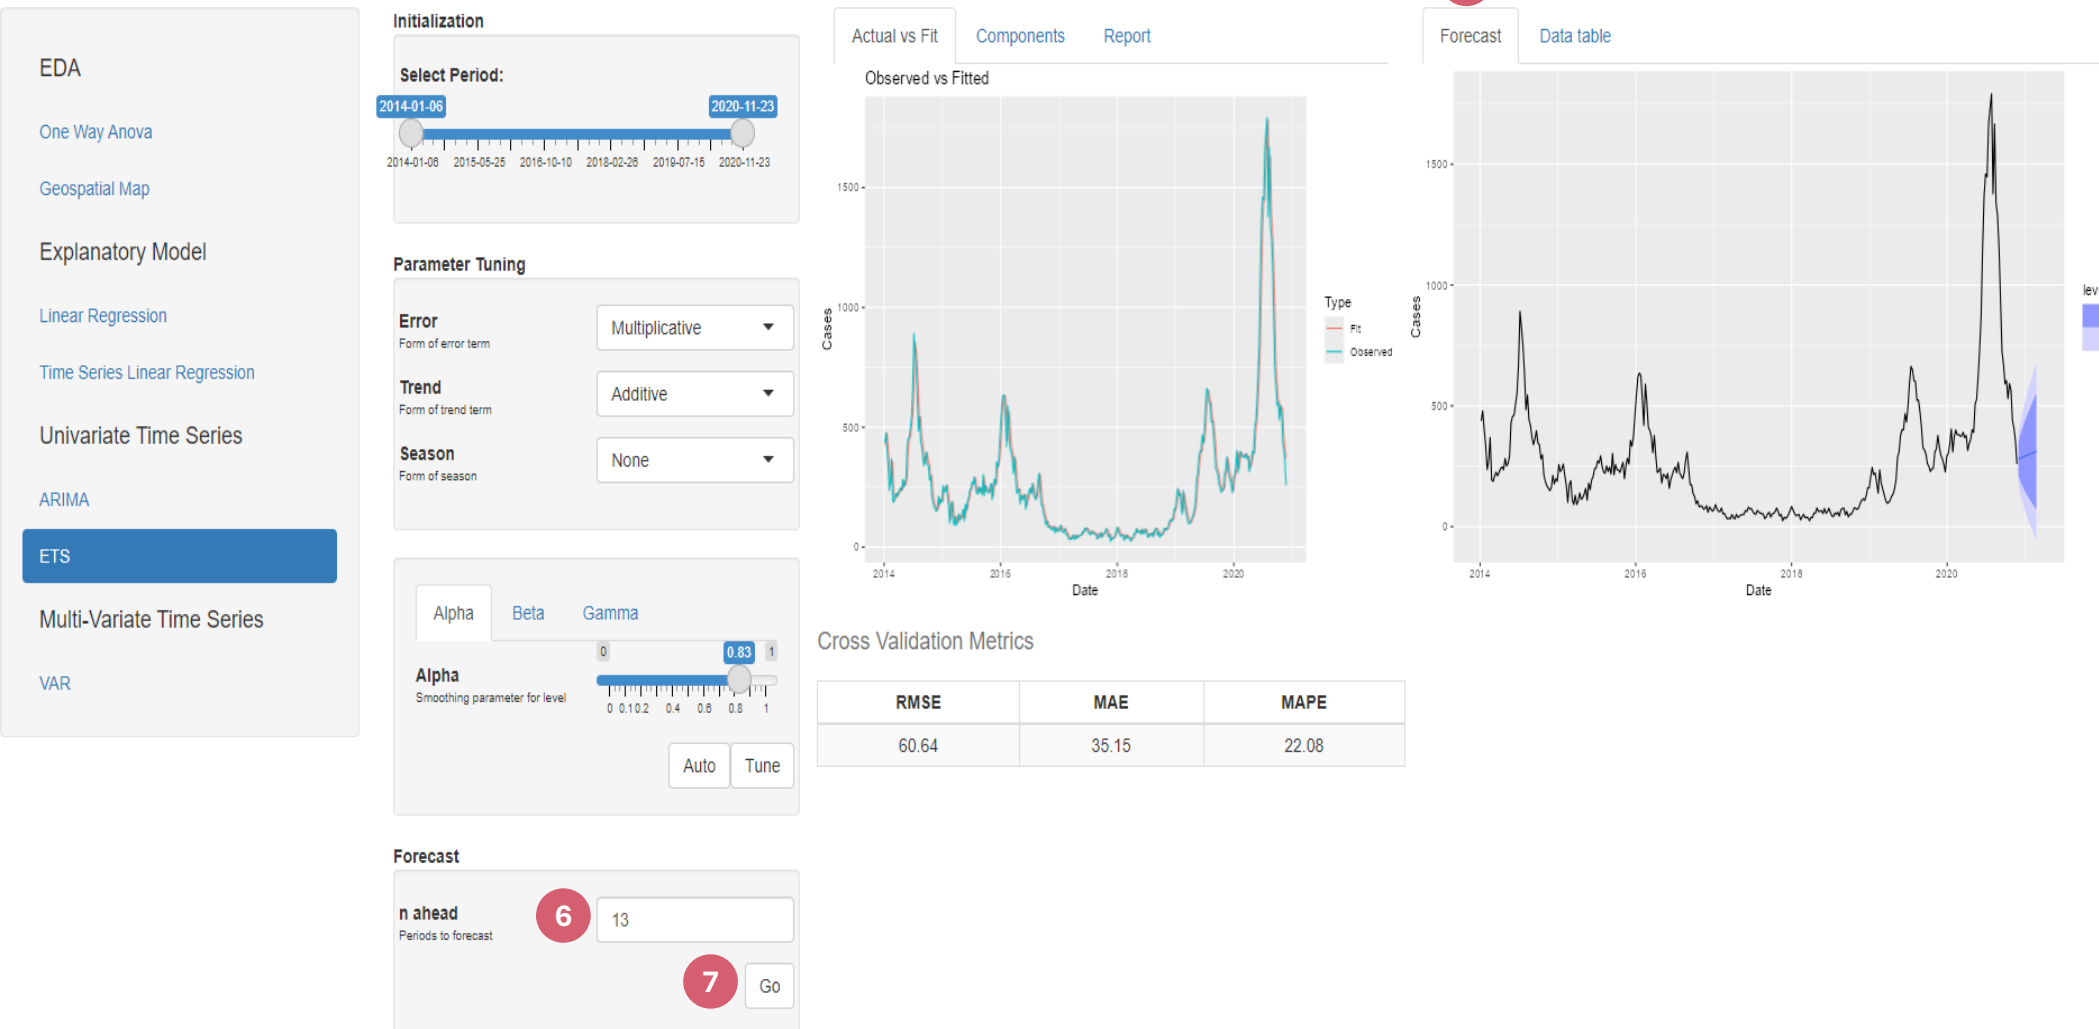 EDA
One Way Anova
Geospatial Map
Explanatory Model
Linear Regression
Time Series Linear Regression
Univariate Time Series
ARIMA
ETS
Multi-Variate Time Series
VAR
Initialization
Select Period:
2014-01-06 2020-11-23
2014-01-06 2015-05-25 2016-10-10 2018-02-26 2019-07-15 2020-11-23
Parameter Tuning
Error
Form of error term
Multiplicative
Trend
Form of trend term
Additive
Season
Form of season
None
Alpha Beta Gamma
0 0.83 1
Alpha
Smoothing parameter for level
0 0.1 0.2 0.4 0.6 0.8 1
Auto Tune
Forecast
n ahead
Periods to forecast
6
13
7
Go
Actual vs Fit Components Report
Observed vs Fitted
1500
1000
500
0
Cases
2014 2016 2018 2020
Date
Type
Fit
Observed
Cross Validation Metrics
RMSE MAE MAPE
60.64 35.15 22.08
Forecast Data table
1500
1000
500
0
Cases
2014 2016 2018 2020
Date
lev